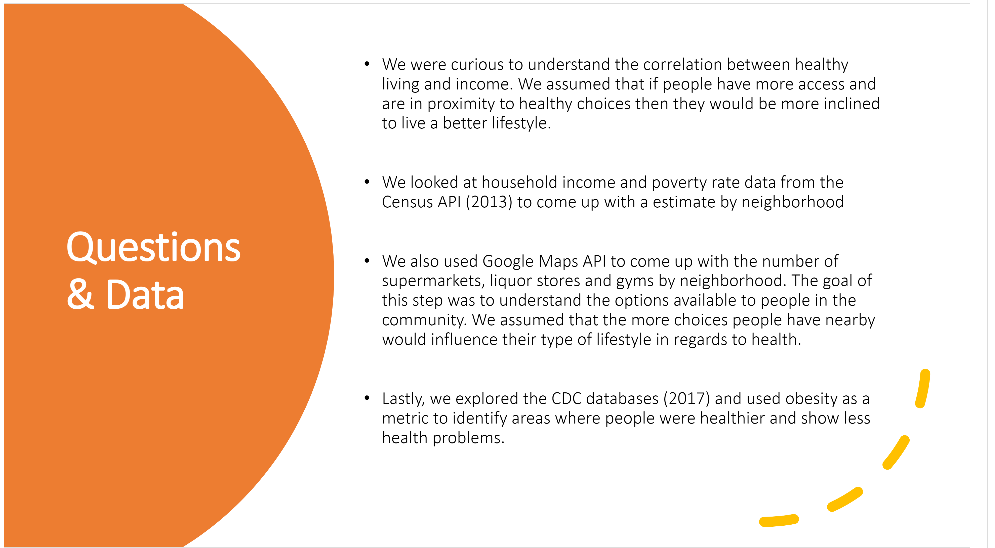 Questions
& Data
• We were curious to understand the correlation between healthy
living and income. We assumed that if people have more access and
are in proximity to healthy choices then they would be more inclined
to live a better lifestyle.
• We looked at household income and poverty rate data from the
Census API (2013) to come up with a estimate by neighborhood
• We also used Google Maps API to come up with the number of
supermarkets, liquor stores and gyms by neighborhood. The goal of
this step was to understand the options available to people in the
community. We assumed that the more choices people have nearby
would influence their type of lifestyle in regards to health.
• Lastly, we explored the CDC databases (2017) and used obesity as a
metric to identify areas where people were healthier and show less
health problems.